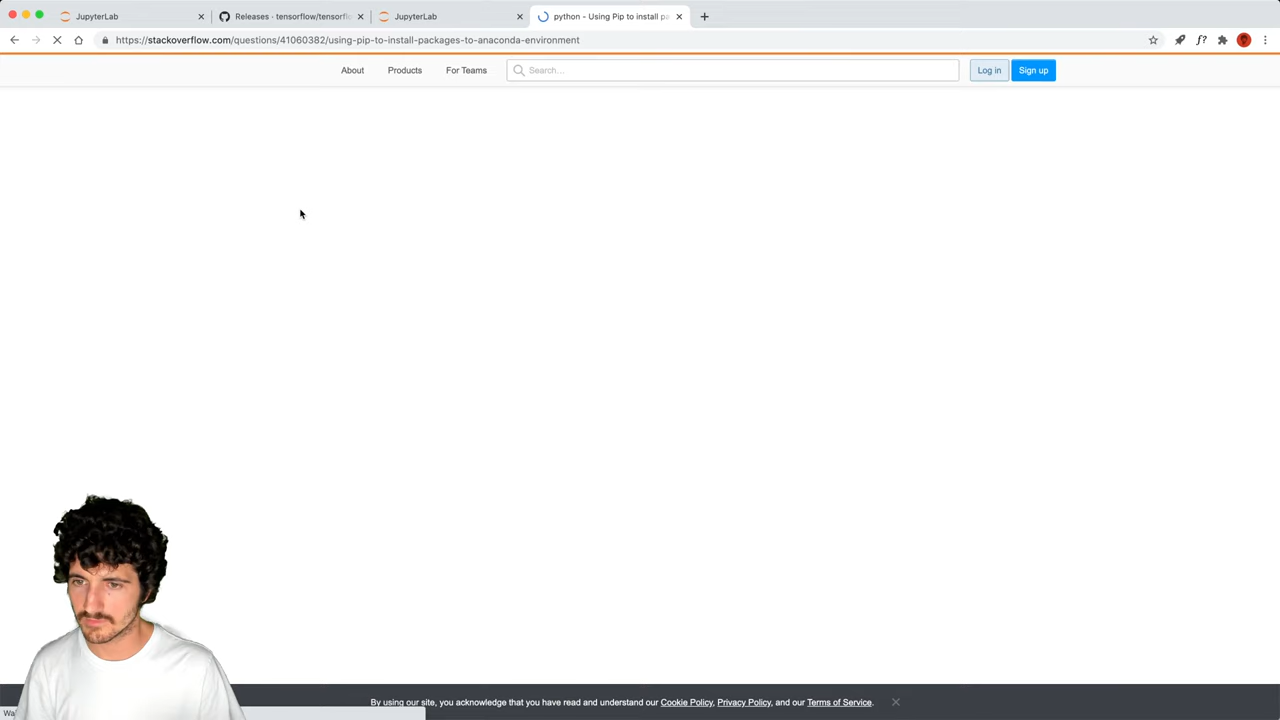 JupyterLab
Releases · tensorflow/tensorfl
JupyterLab
python - Using Pip to install pa
https://stackoverflow.com/questions/41060382/using-pip-to-install-packages-to-anaconda-environment
About
Products
For Teams
Search…
Log in
Sign up
By using our site, you acknowledge that you have read and understand our Cookie Policy, Privacy Policy, and our Terms of Service.
Wa